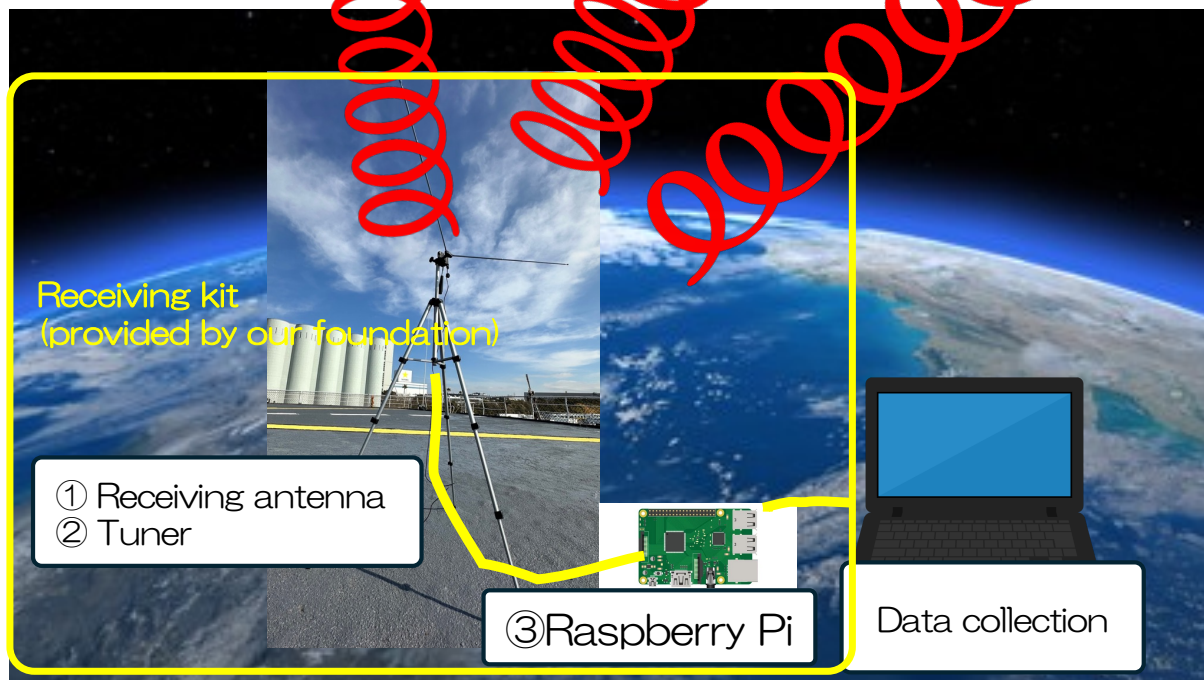 Receiving kit
(provided by our foundation)
① Receiving antenna
② Tuner
③Raspberry Pi
Data collection